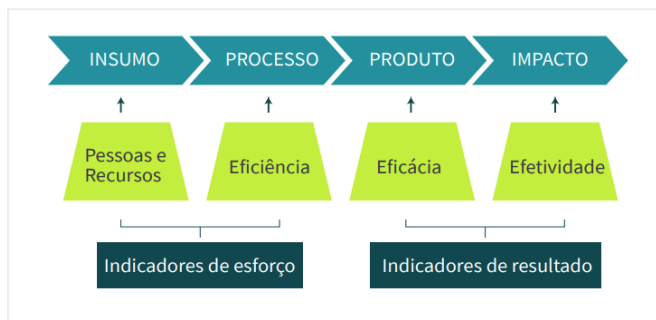 INSUMO
PROCESSO
PRODUTO
IMPACTO
Pessoas e
Recursos
Eficiência
Eficácia
Efetividade
Indicadores de esforço
Indicadores de resultado